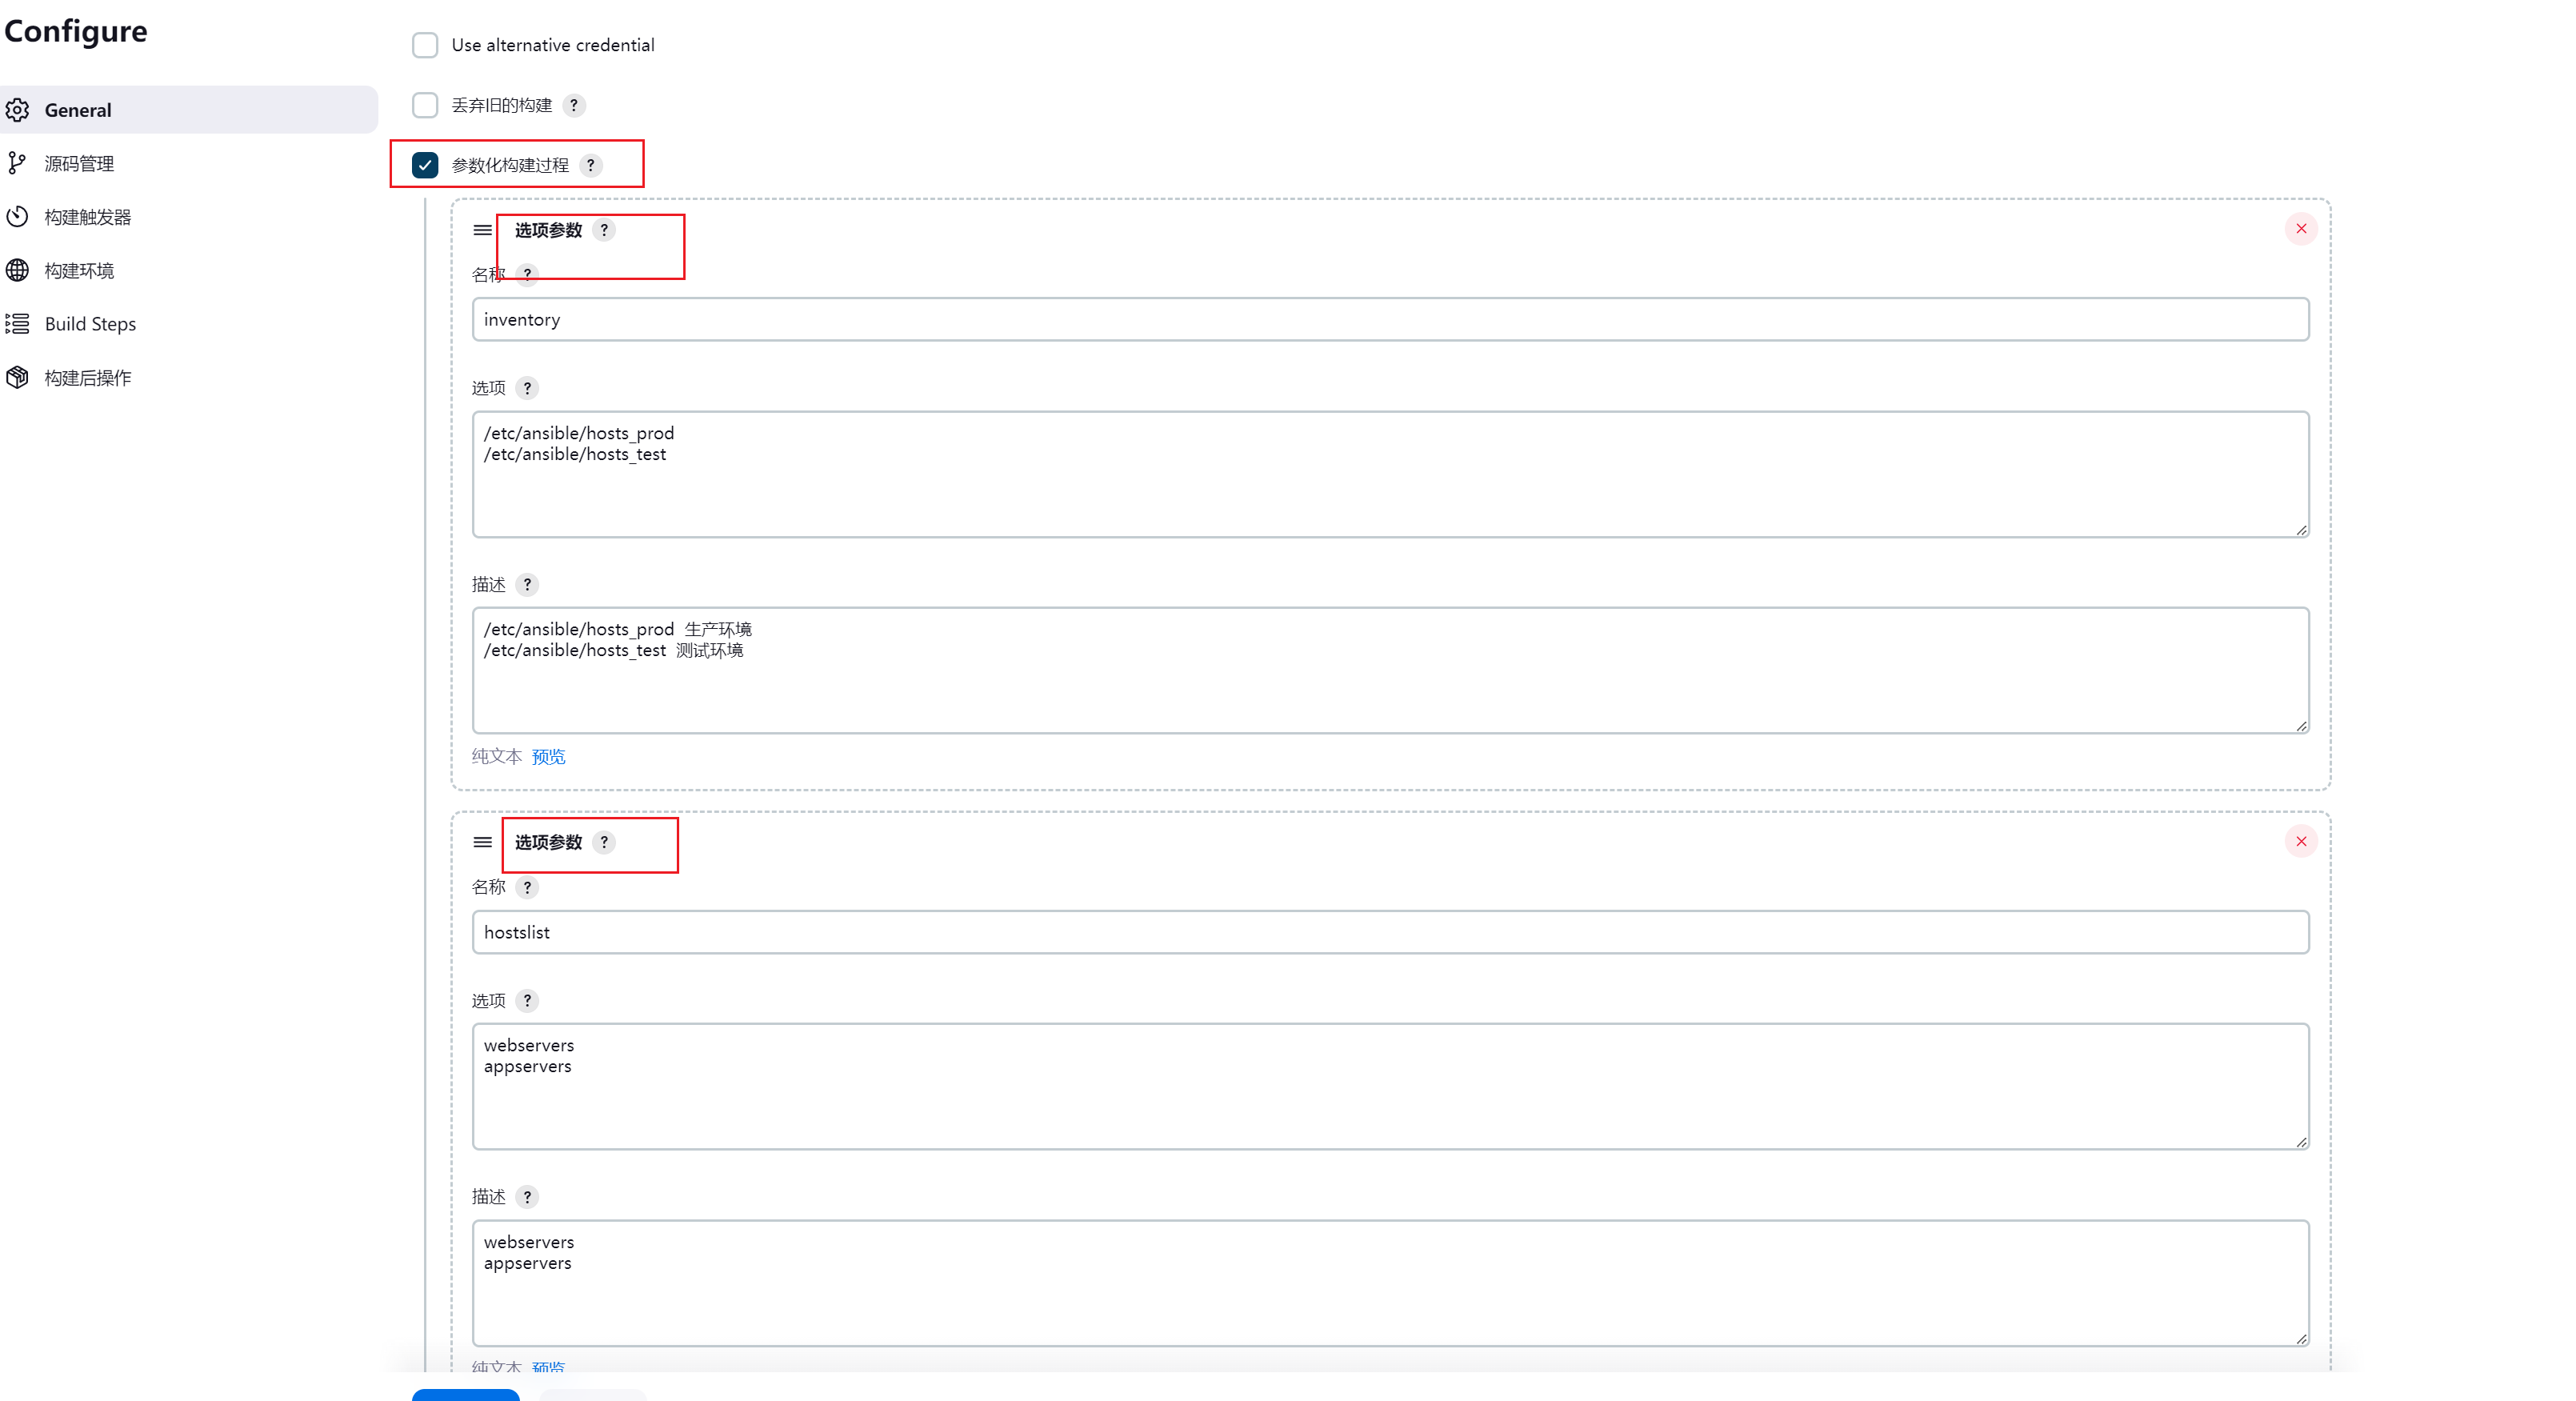 Configure
General
源码管理
构建触发器
构建环境
Build Steps
构建后操作
Use alternative credential
丢弃旧的构建 ?
参数化构建过程 ?
选项参数 ?
名称 ?
inventory
选项 ?
/etc/ansible/hosts_prod
/etc/ansible/hosts_test
描述 ?
/etc/ansible/hosts_prod 生产环境
/etc/ansible/hosts_test 测试环境
纯文本 预览
选项参数 ?
名称 ?
hostslist
选项 ?
webservers
appservers
描述 ?
webservers
appservers
纯文本 预览